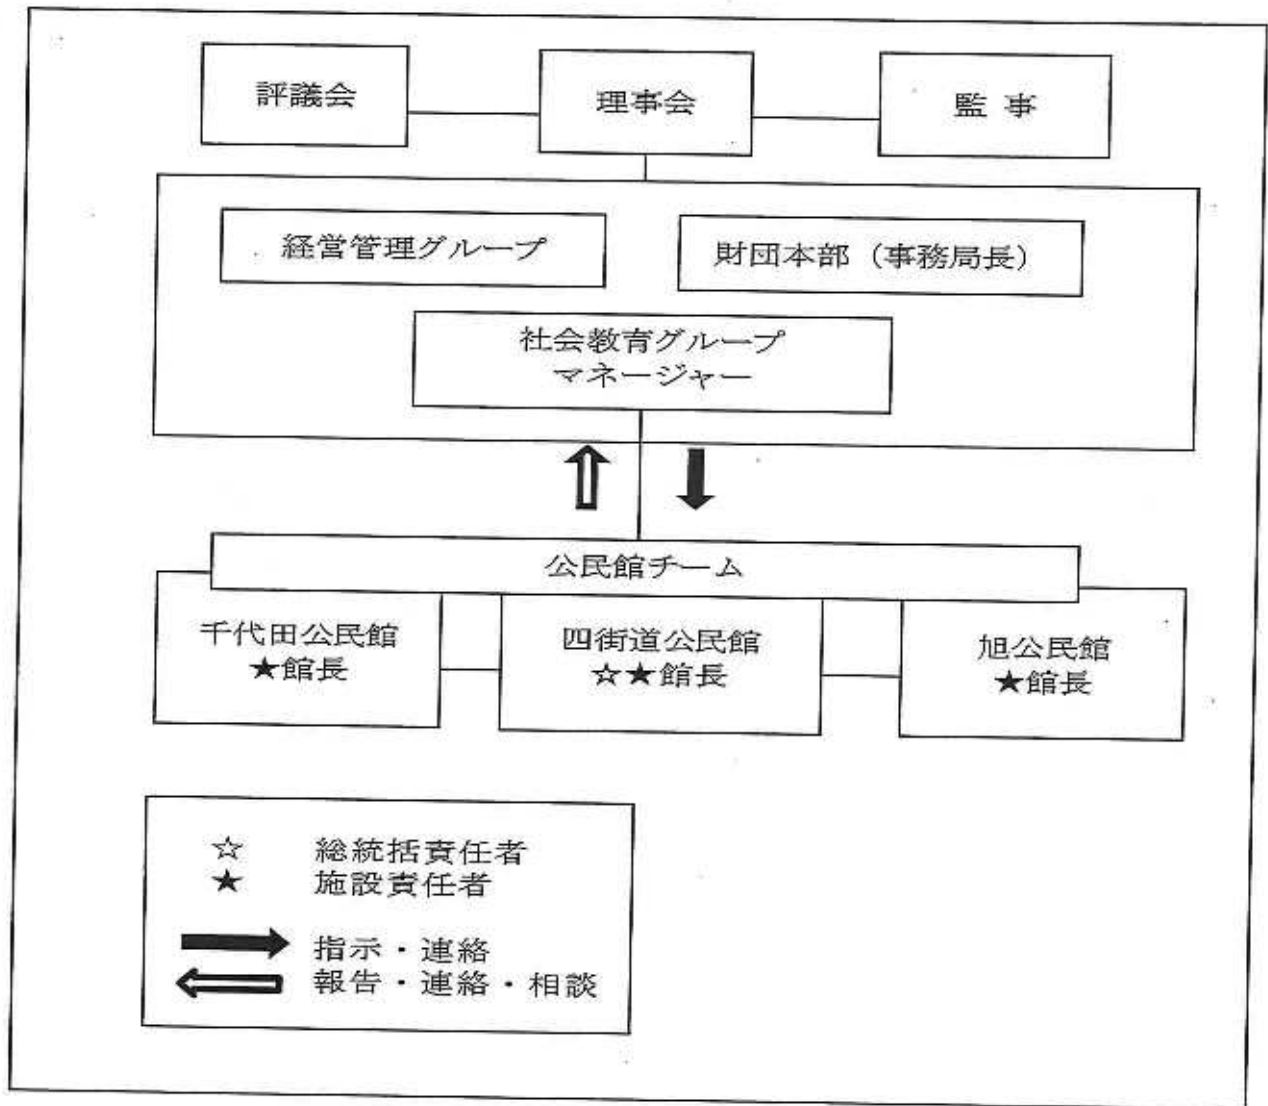 評議会
理事会
監 事
経営管理グループ
財団本部（事務局長）
社会教育グループ
マネージャー
公民館チーム
千代田公民館
★館長
四街道公民館
☆★館長
旭公民館
★館長
☆ 総統括責任者
★ 施設責任者
指示・連絡
報告・連絡・相談